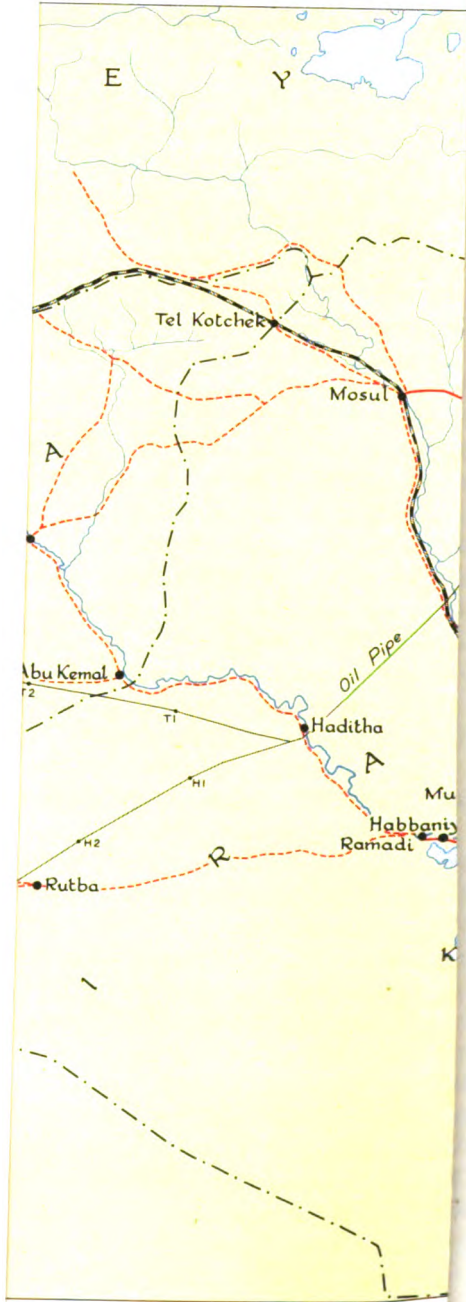 E Y
Tel Kotchek
Mosul
A
Oil Pipe
Abu Kemal
T2
T1
Haditha
A
H1
Mu
Habbaniy
Ramadi
H2
R
Rutba
K
I